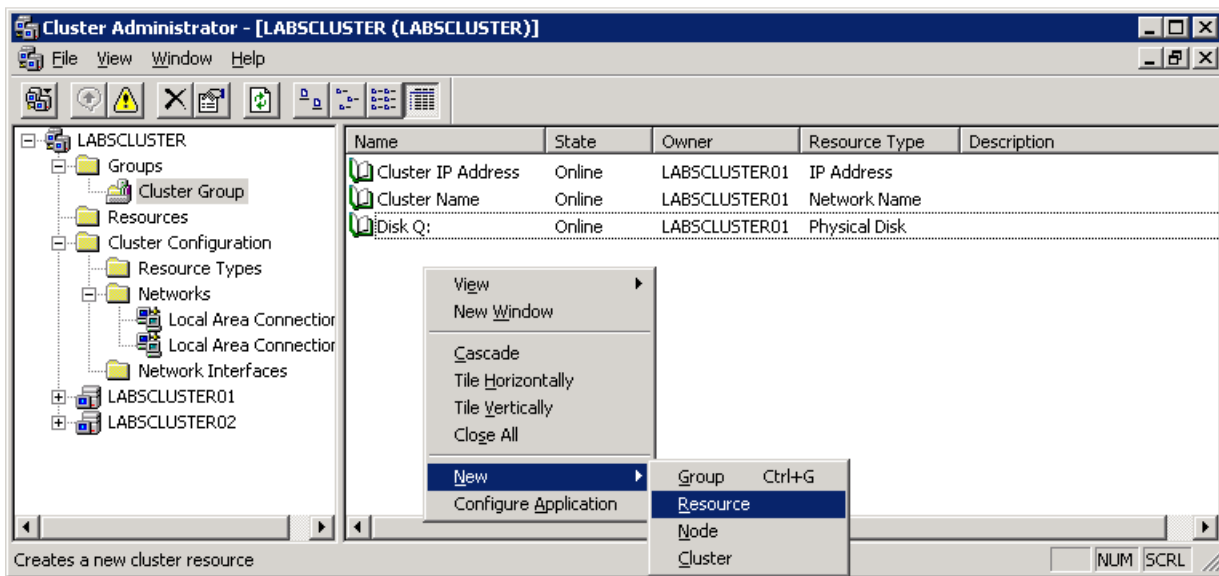 Cluster Administrator - [LABSCLUSTER (LABSCLUSTER)]
File View Window Help
LABSCLUSTER
Groups
Cluster Group
Resources
Cluster Configuration
Resource Types
Networks
Local Area Connection
Local Area Connection
Network Interfaces
LABSCLUSTER01
LABSCLUSTER02
Name State Owner Resource Type Description
Cluster IP Address Online LABSCLUSTER01 IP Address
Cluster Name Online LABSCLUSTER01 Network Name
Disk Q: Online LABSCLUSTER01 Physical Disk
View
New Window
Cascade
Tile Horizontally
Tile Vertically
Close All
New
Configure Application
Group Ctrl+G
Resource
Node
Cluster
Creates a new cluster resource
NUM SCRL